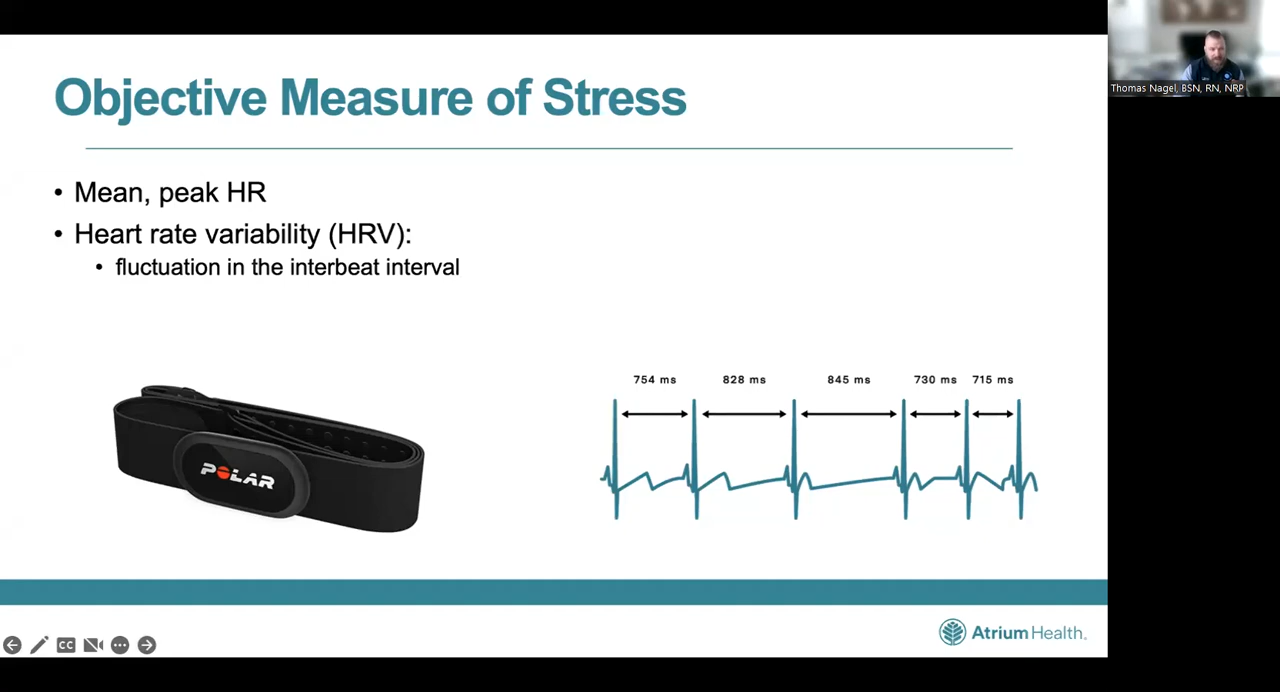 Objective Measure of Stress
Thomas Nagel, BSN, RN, NRP
• Mean, peak HR
• Heart rate variability (HRV):
• fluctuation in the interbeat interval
754 ms 828 ms 845 ms 730 ms 715 ms
POLAR
CC
Atrium Health.